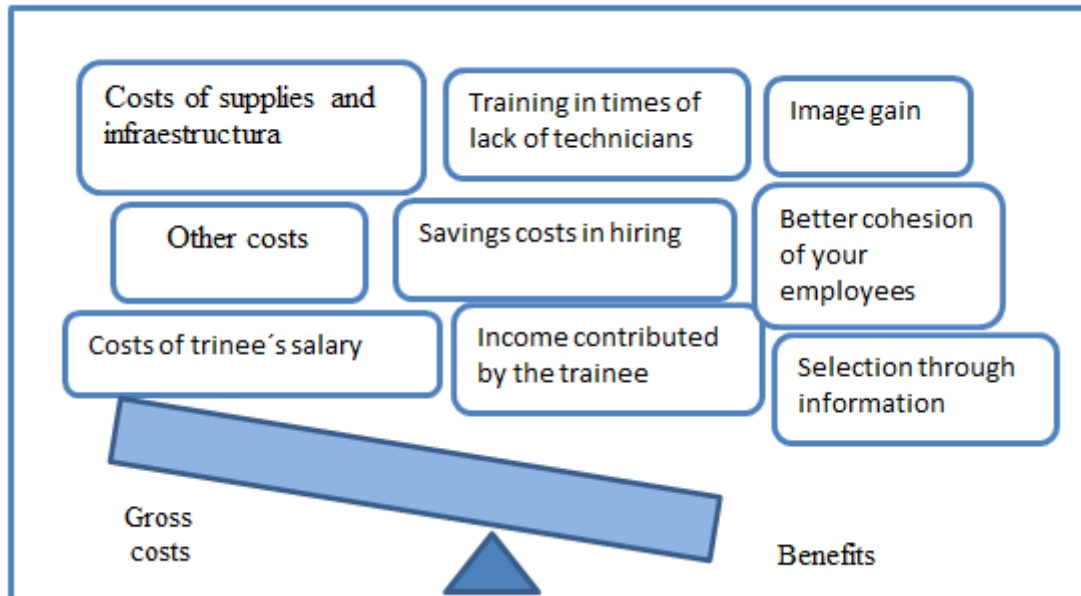 Costs of supplies and
infraestructura
Training in times of
lack of technicians
Image gain
Other costs
Savings costs in hiring
Better cohesion
of your
employees
Costs of trinee´s salary
Income contributed
by the trainee
Selection through
information
Gross
costs
Benefits